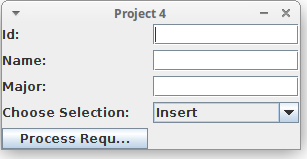 Project 4
Id:
Name:
Major:
Choose Selection: Insert
Process Requ...